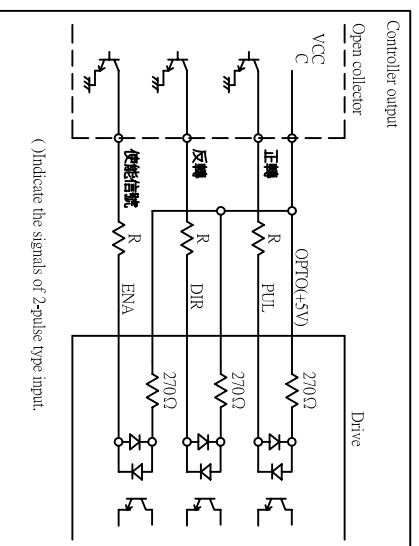 Controller output
Open collector
VCC
C
OPTO(+5V)
270Ω
Drive
正轉
R
PUL
270Ω
反轉
R
DIR
270Ω
使能信號
R
ENA
( )Indicate the signals of 2-pulse type input.